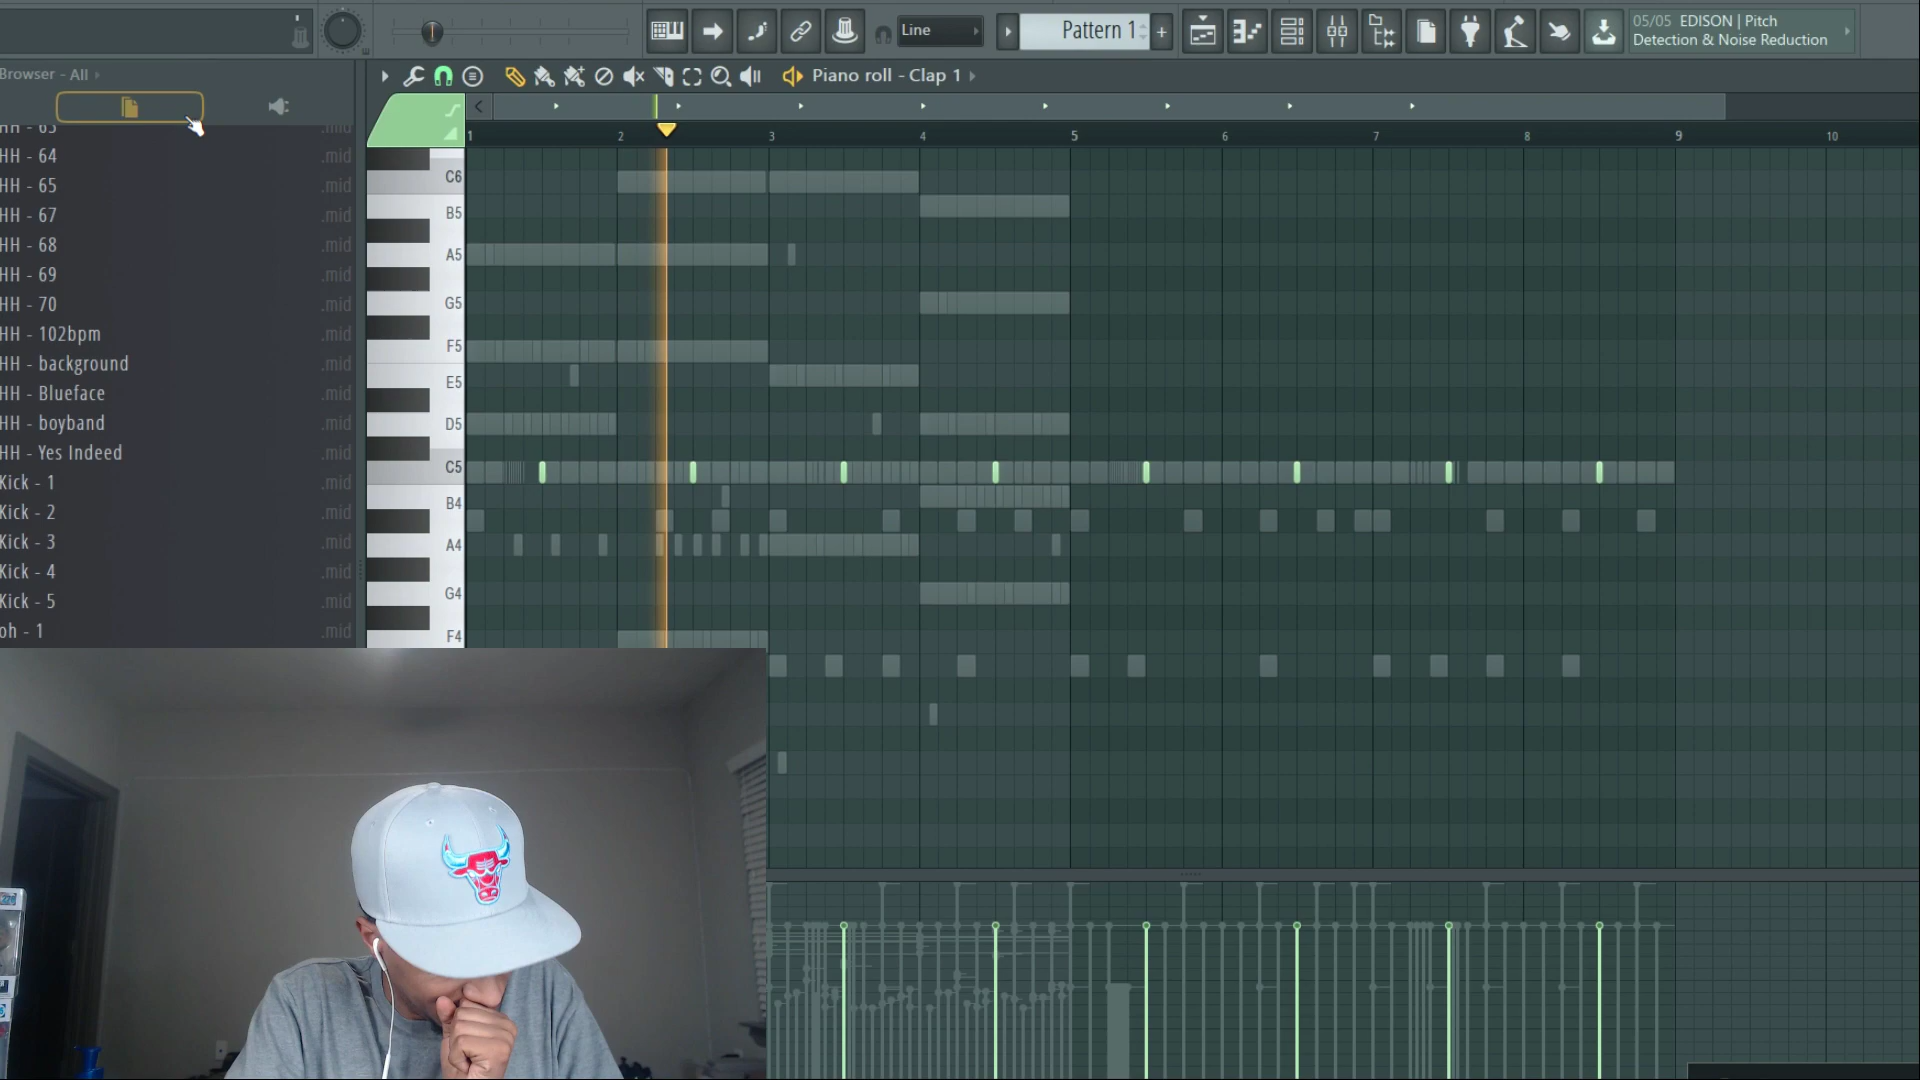 Line
Pattern 1
+
05/05 EDISON | Pitch
Detection & Noise Reduction
Browser - All
Piano roll - Clap 1
1 2 3 4 5 6 7 8 9 10
HH - 63 .mid
HH - 64 .mid
HH - 65 .mid
HH - 67 .mid
HH - 68 .mid
HH - 69 .mid
HH - 70 .mid
HH - 102bpm .mid
HH - background .mid
HH - Blueface .mid
HH - boyband .mid
HH - Yes Indeed .mid
Kick - 1 .mid
Kick - 2 .mid
Kick - 3 .mid
Kick - 4 .mid
Kick - 5 .mid
oh - 1 .mid
C6
B5
A5
G5
F5
E5
D5
C5
B4
A4
G4
F4